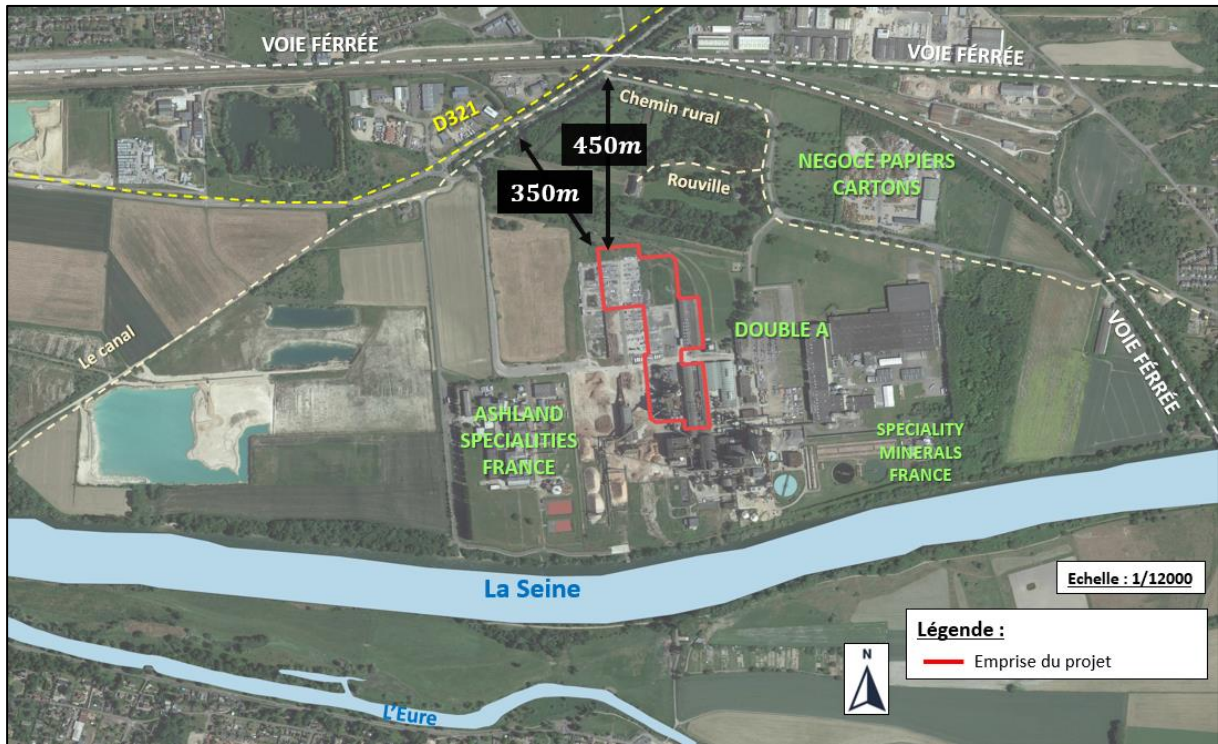 VOIE FÉRRÉE
VOIE FÉRRÉE
D321
Chemin rural
450m
NEGOCE PAPIERS
CARTONS
350m
Rouville
Le canal
DOUBLE A
VOIE FÉRRÉE
ASHLAND
SPECIALITIES
FRANCE
SPECIALITY
MINERALS
FRANCE
La Seine
Echelle : 1/12000
Légende :
Emprise du projet
N
L'Eure